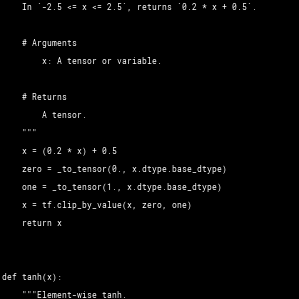 In `-2.5 <= x <= 2.5`, returns `0.2 * x + 0.5`.
# Arguments
x: A tensor or variable.
# Returns
A tensor.
"""
x = (0.2 * x) + 0.5
zero = _to_tensor(0., x.dtype.base_dtype)
one = _to_tensor(1., x.dtype.base_dtype)
x = tf.clip_by_value(x, zero, one)
return x
def tanh(x):
"""Element-wise tanh.